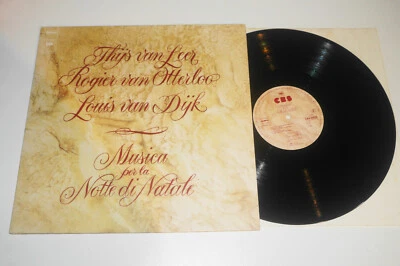 Thijs van Leer
Rogier van Otterloo
Louis van Dijk
Musica
per la
Notte di Natale
CBS